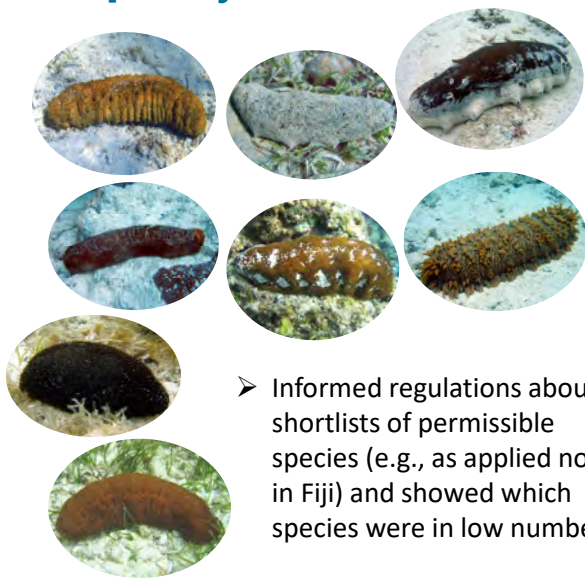 ➢ Informed regulations abou
shortlists of permissible
species (e.g., as applied no
in Fiji) and showed which
species were in low numbe